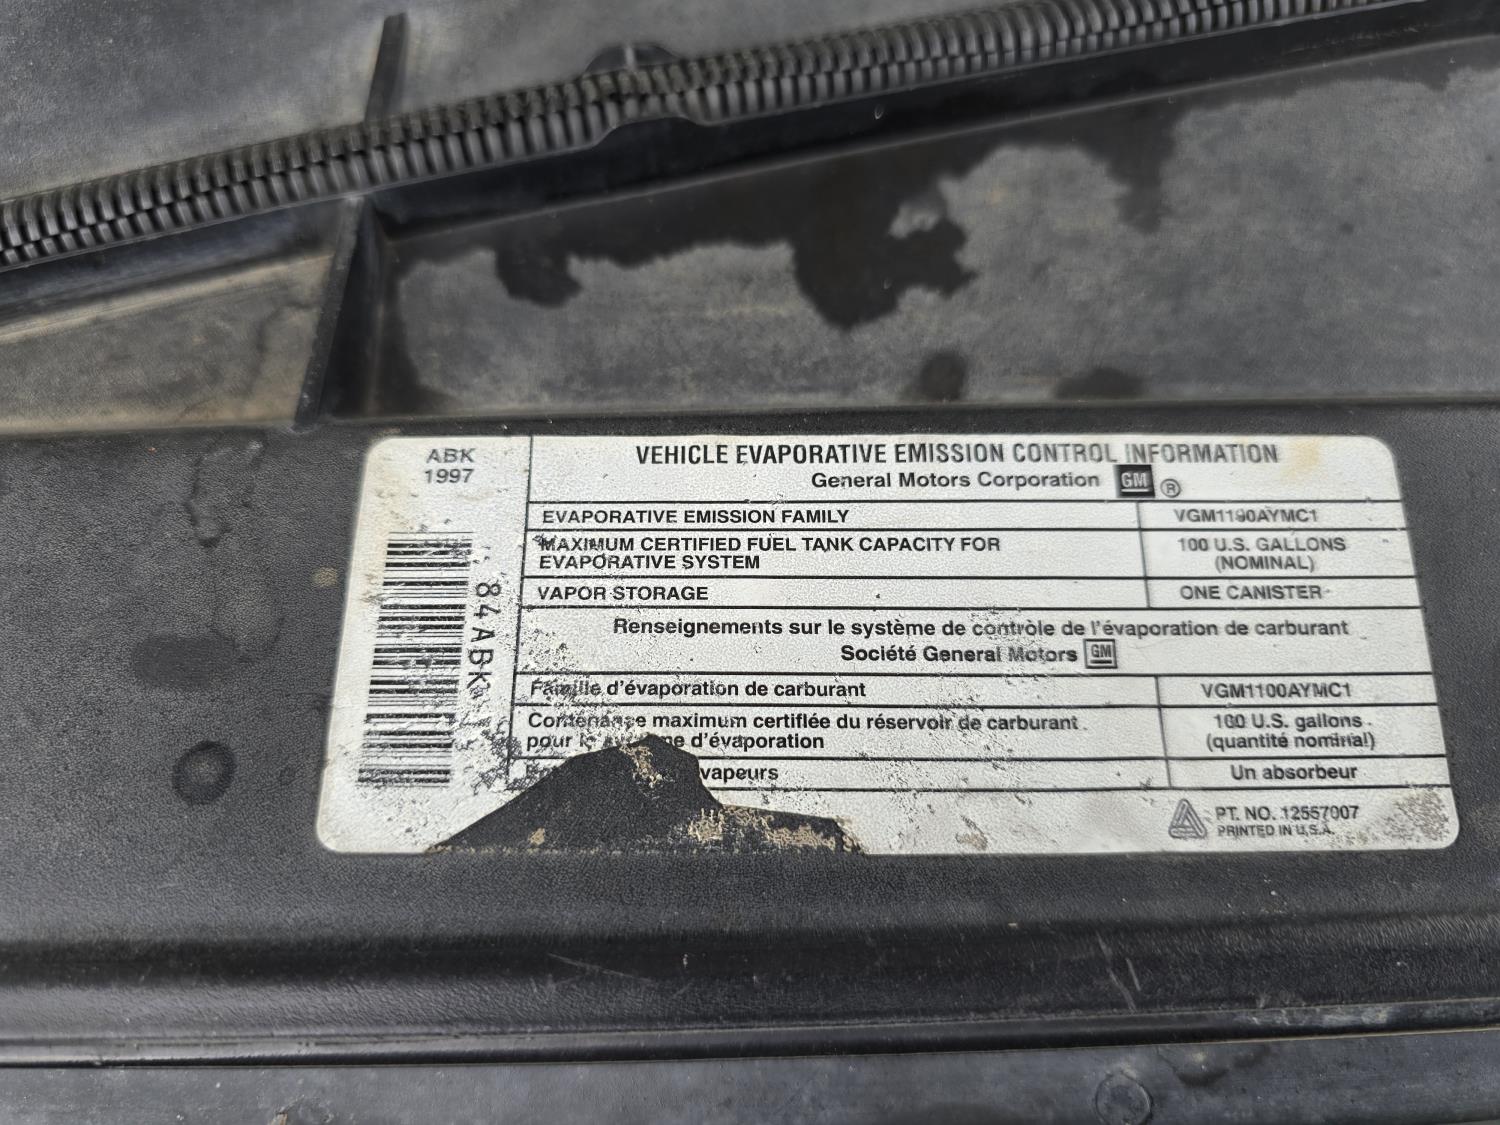 ABK
1997
84ABK
VEHICLE EVAPORATIVE EMISSION CONTROL INFORMATION
General Motors Corporation GM ®
EVAPORATIVE EMISSION FAMILY VGM1190AYMC1
MAXIMUM CERTIFIED FUEL TANK CAPACITY FOR 100 U.S. GALLONS
EVAPORATIVE SYSTEM (NOMINAL)
VAPOR STORAGE ONE CANISTER
Renseignements sur le système de contrôle de l'évaporation de carburant
Société General Motors GM
Famille d'évaporation de carburant VGM1100AYMC1
Contenance maximum certifiée du réservoir de carburant 100 U.S. gallons
pour d'évaporation (quantité nominal)
vapeurs Un absorbeur
PT. NO. 12557007
PRINTED IN U.S.A.